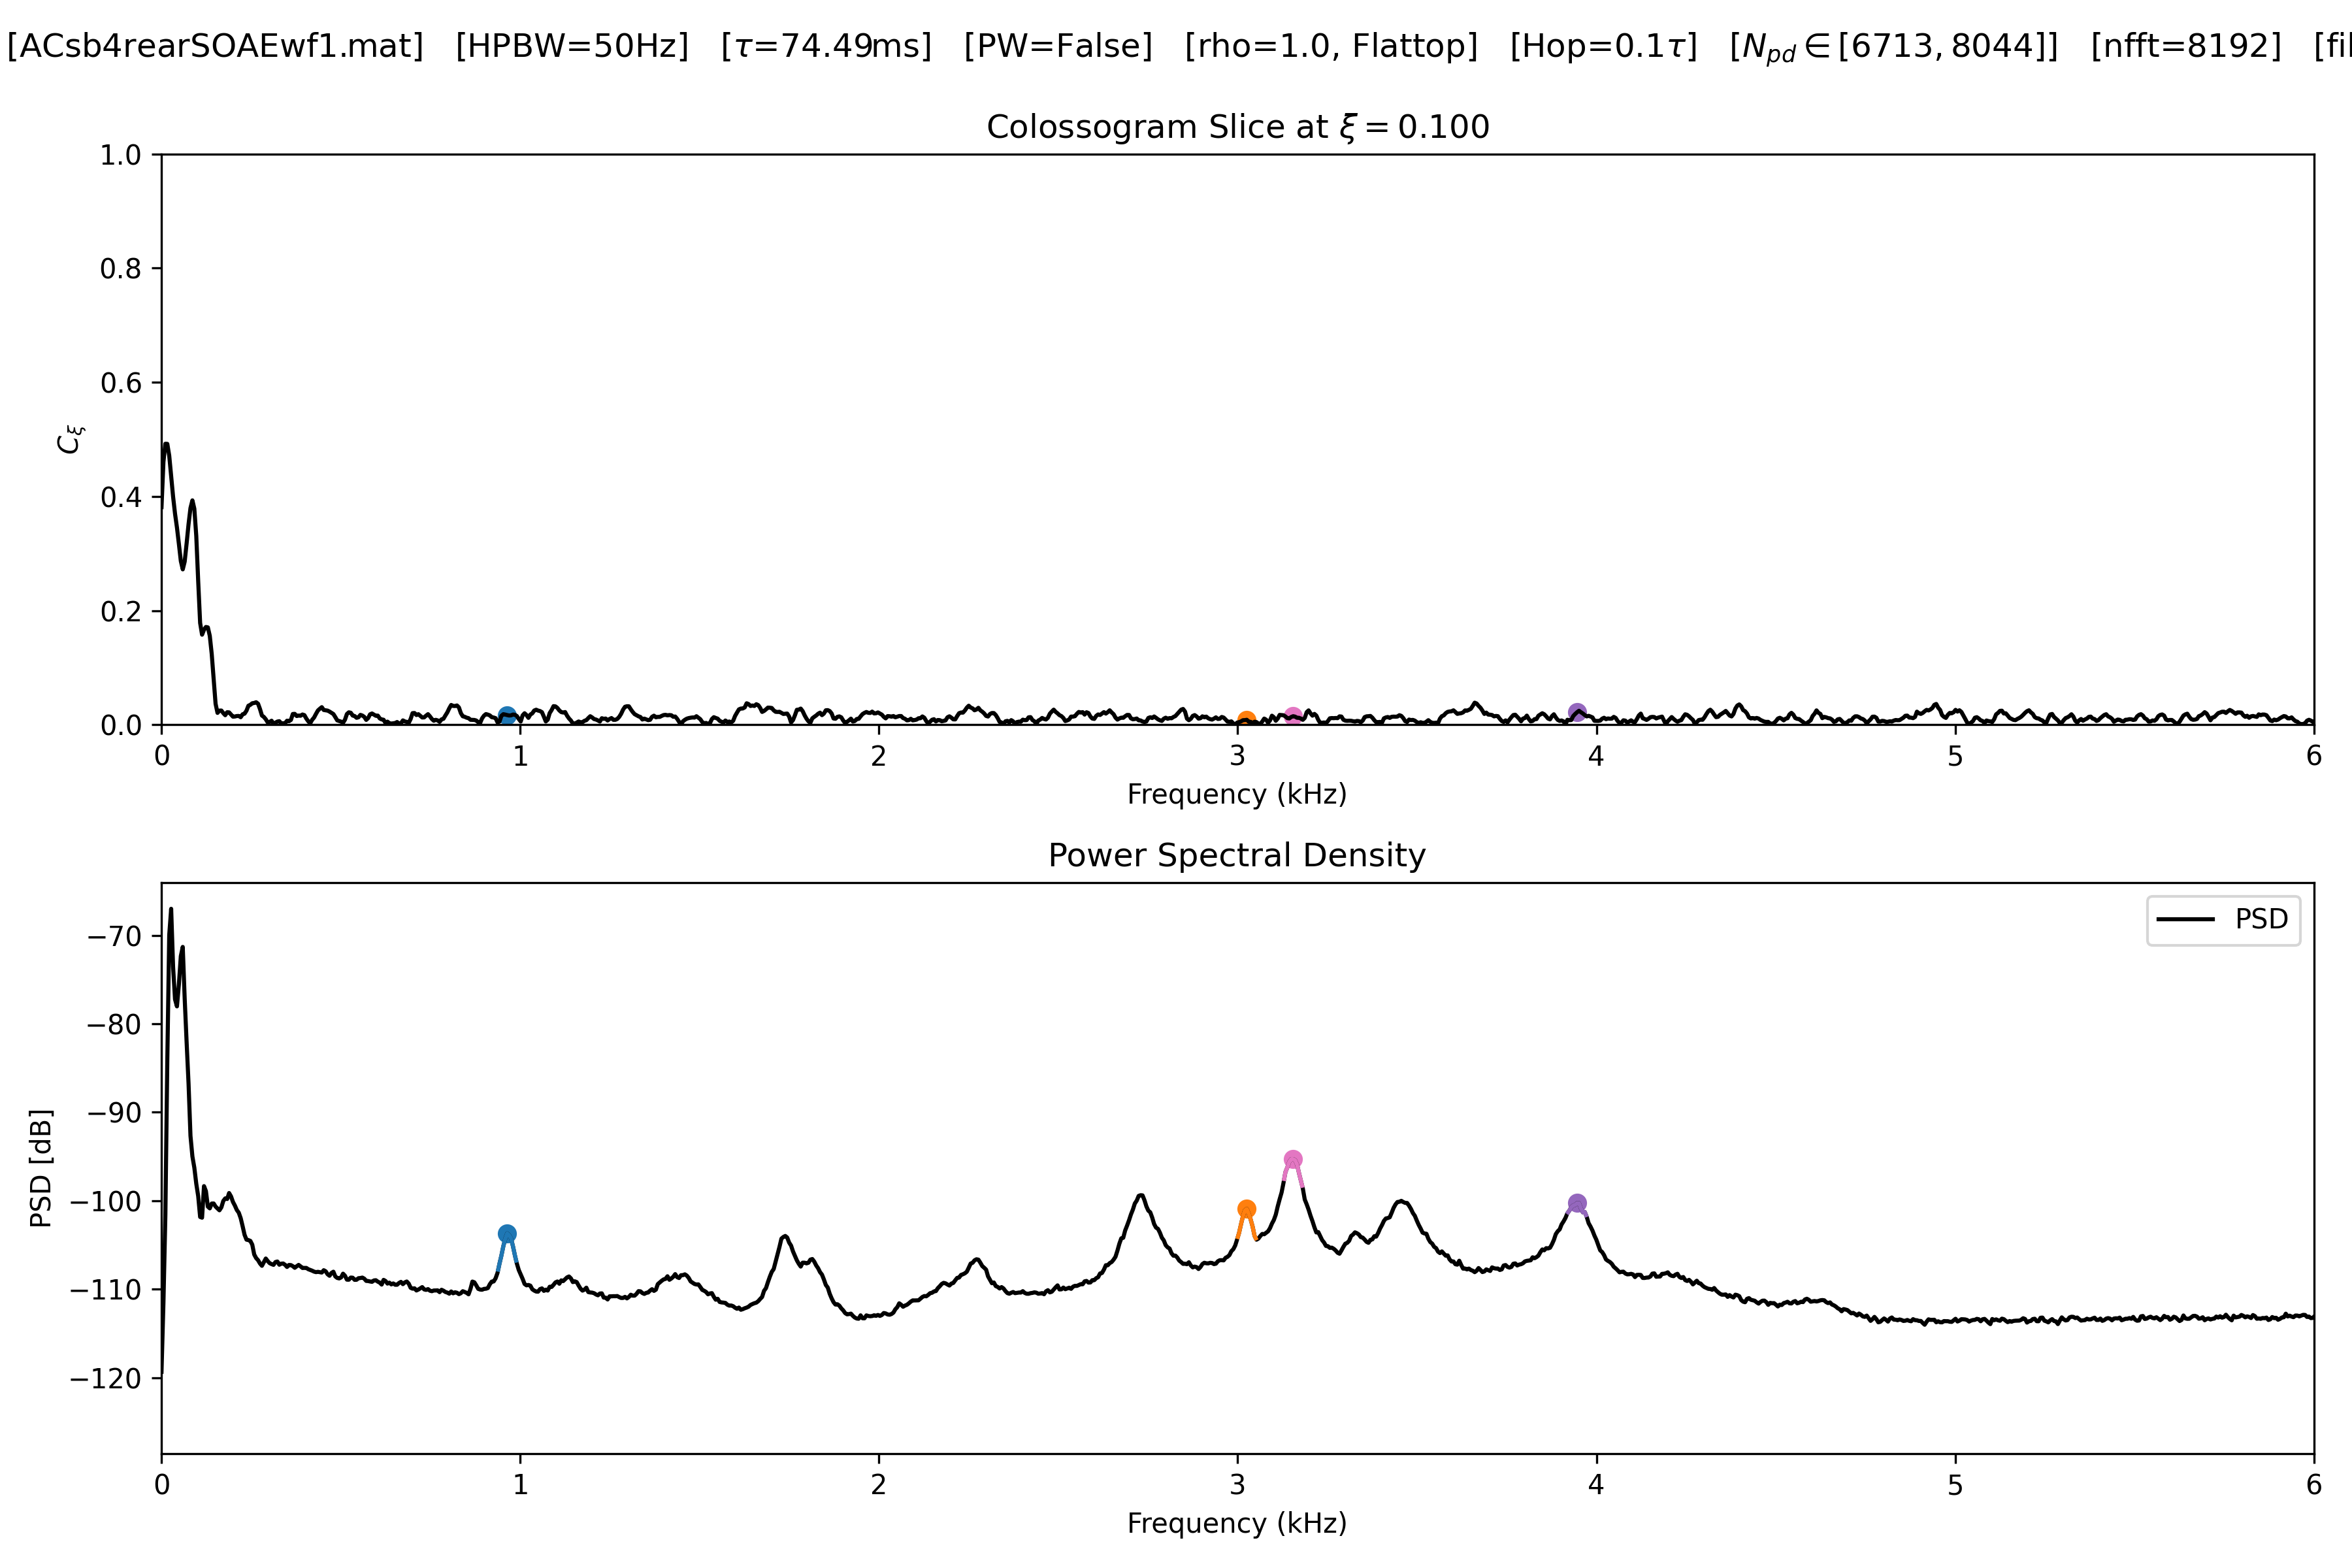 [ACsb4rearSOAEwf1.mat] [HPBW=50Hz] [τ=74.49ms] [PW=False] [rho=1.0, Flattop] [Hop=0.1τ] [N_pd ∈ [6713, 8044]] [nfft=8192] [fil
Colossogram Slice at ξ = 0.100
1.0
0.8
0.6
0.4
0.2
0.0
C_ξ
0 1 2 3 4 5 6
Frequency (kHz)
Power Spectral Density
PSD
−70
−80
−90
−100
−110
−120
PSD [dB]
0 1 2 3 4 5 6
Frequency (kHz)